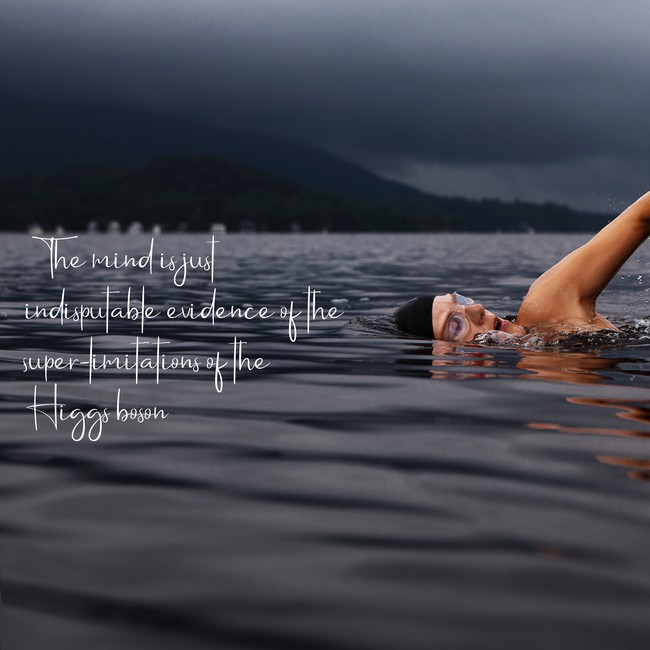 The mind is just
indisputable evidence of the
super-limitations of the
Higgs boson